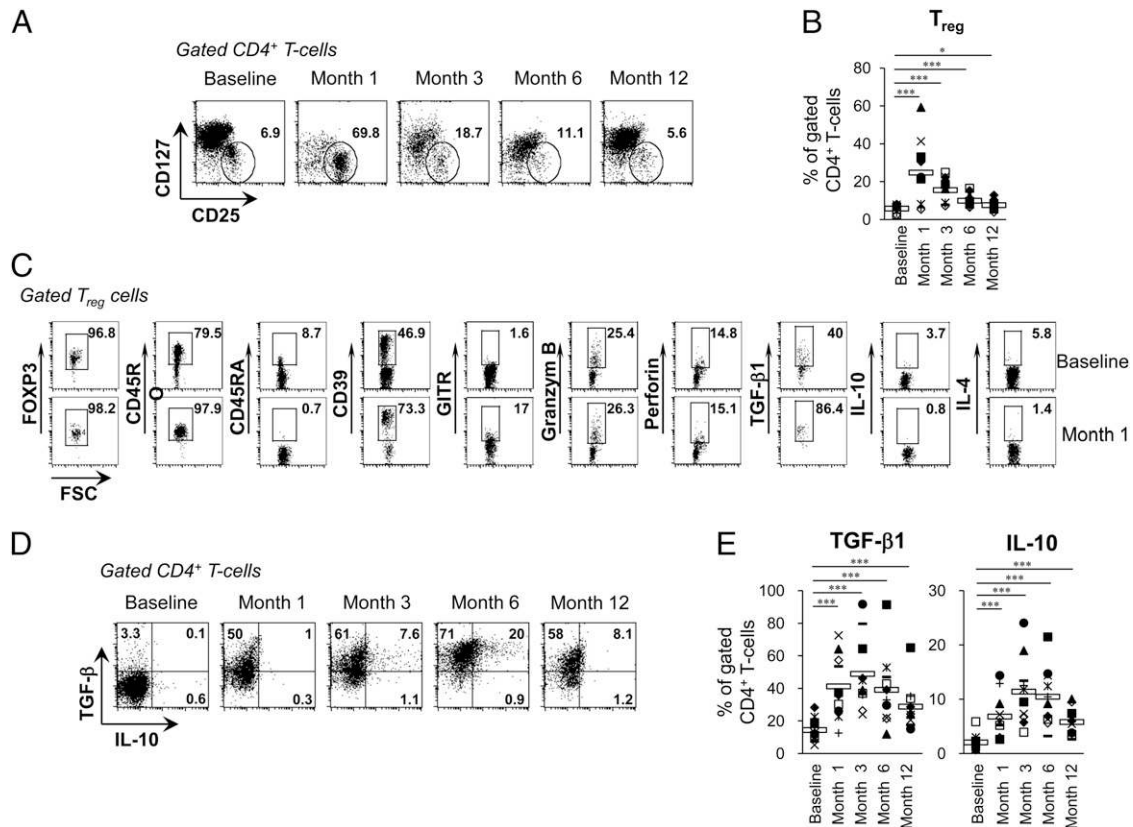 A
Gated CD4+ T-cells
Baseline Month 1 Month 3 Month 6 Month 12
6.9 69.8 18.7 11.1 5.6
CD127
CD25
B
Treg
* 
***
***
***
% of gated
CD4+ T-cells
80
60
40
20
0
Baseline
Month 1
Month 3
Month 6
Month 12
C
Gated Treg cells
FOXP3 CD45RO CD45RA CD39 GITR Granzym B Perforin TGF-β1 IL-10 IL-4
96.8 79.5 8.7 46.9 1.6 25.4 14.8 40 3.7 5.8 Baseline
98.2 97.9 0.7 73.3 17 26.3 15.1 86.4 0.8 1.4 Month 1
FSC
D
Gated CD4+ T-cells
Baseline Month 1 Month 3 Month 6 Month 12
3.3 0.1 50 1 61 7.6 71 20 58 8.1
0.6 0.3 1.1 0.9 1.2
TGF-β
IL-10
E
TGF-β1
***
***
***
***
% of gated
CD4+ T-cells
100
80
60
40
20
0
Baseline
Month 1
Month 3
Month 6
Month 12
IL-10
***
***
***
***
30
20
10
0
Baseline
Month 1
Month 3
Month 6
Month 12